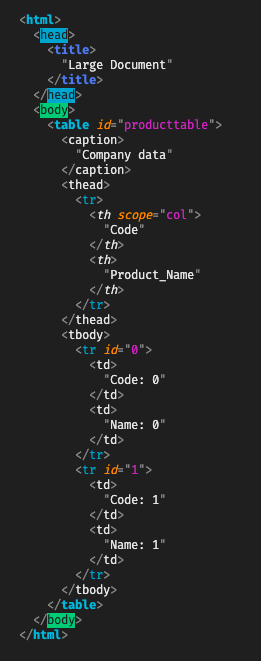 <html>
  <head>
    <title>
      "Large Document"
    </title>
  </head>
  <body>
    <table id="producttable">
      <caption>
        "Company data"
      </caption>
      <thead>
        <tr>
          <th scope="col">
            "Code"
          </th>
          <th>
            "Product_Name"
          </th>
        </tr>
      </thead>
      <tbody>
        <tr id="0">
          <td>
            "Code: 0"
          </td>
          <td>
            "Name: 0"
          </td>
        </tr>
        <tr id="1">
          <td>
            "Code: 1"
          </td>
          <td>
            "Name: 1"
          </td>
        </tr>
      </tbody>
    </table>
  </body>
</html>